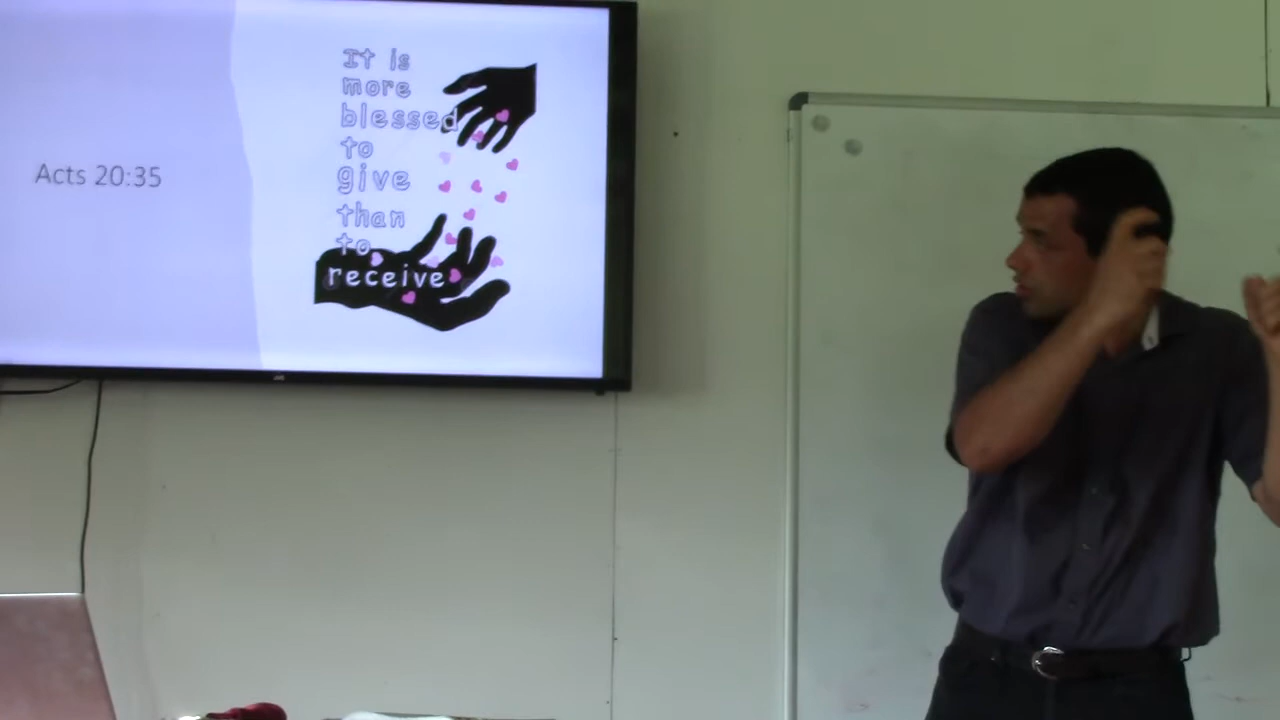 Acts 20:35
It is
more
blessed
to
give
than
to
receive